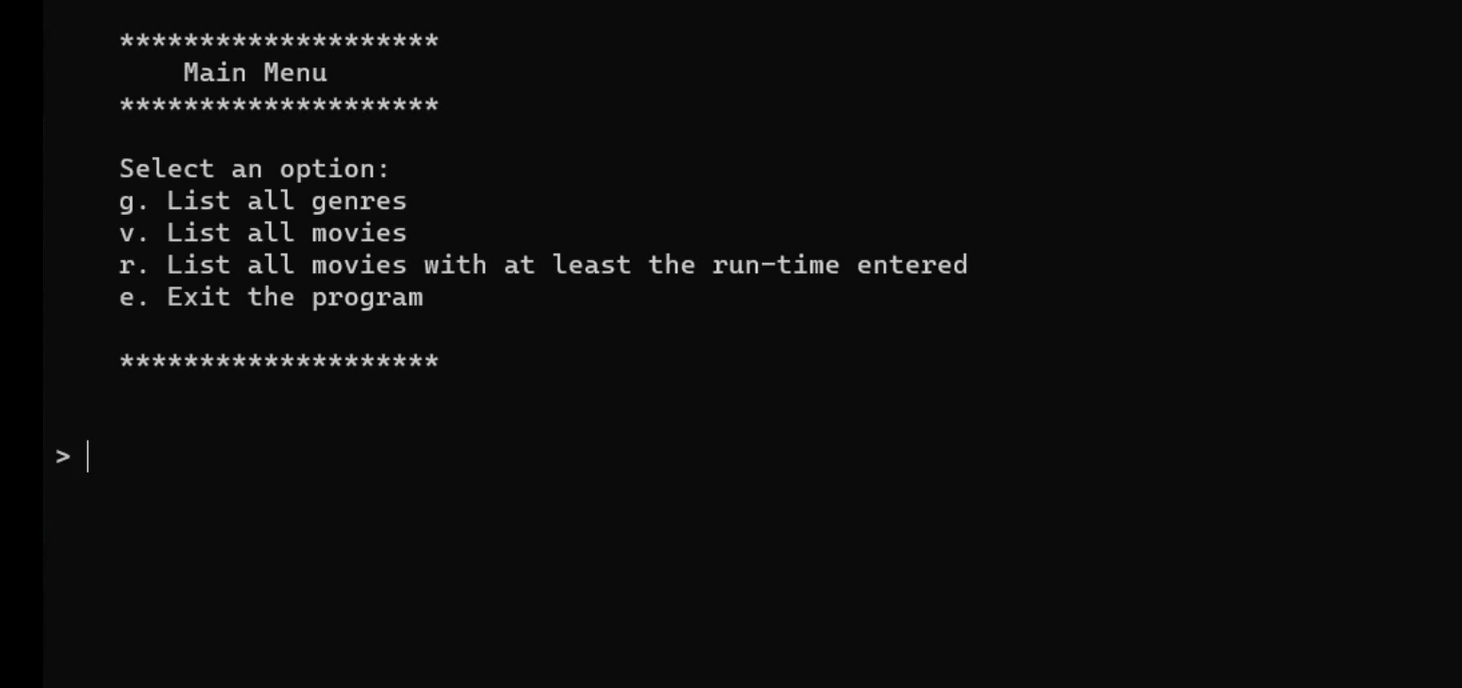 ********************
Main Menu
********************
Select an option:
g. List all genres
v. List all movies
r. List all movies with at least the run-time entered
e. Exit the program
********************
>